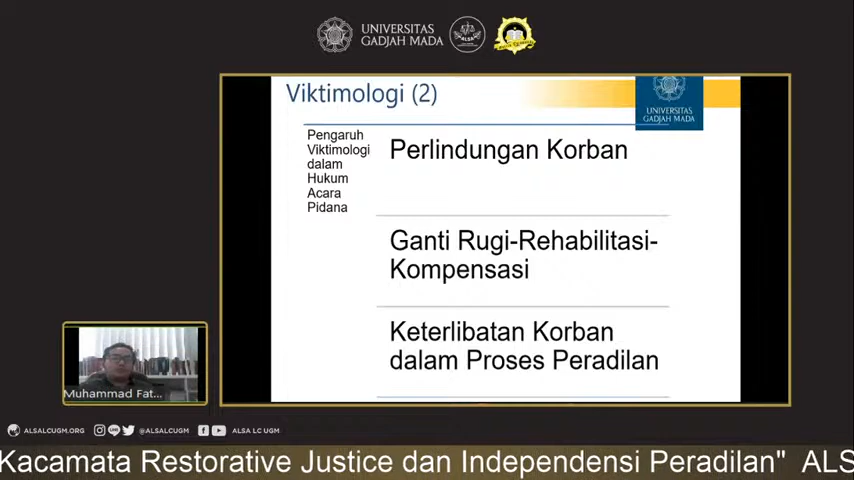 UNIVERSITAS
GADJAH MADA
ALSA
Viktimologi (2)
UNIVERSITAS
GADJAH MADA
Pengaruh
Viktimologi
dalam
Hukum
Acara
Pidana
Perlindungan Korban
Ganti Rugi-Rehabilitasi-
Kompensasi
Keterlibatan Korban
dalam Proses Peradilan
Muhammad Fat...
ALSALCUGM.ORG
@ALSALCUGM
ALSA LC UGM
Kacamata Restorative Justice dan Independensi Peradilan" ALS